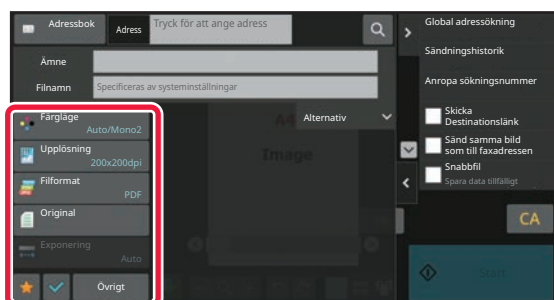 Adressbok
Adress
Tryck för att ange adress
Ämne
Filnamn
Specificeras av systeminställningar
Färgläge
Auto/Mono2
Upplösning
200x200dpi
Filformat
PDF
Original
Exponering
Auto
Övrigt
A4
Image
Alternativ
Global adressökning
Sändningshistorik
Anropa sökningsnummer
Skicka
Destinationslänk
Sänd samma bild
som till faxadressen
Snabbfil
Spara data tillfälligt
CA
Start